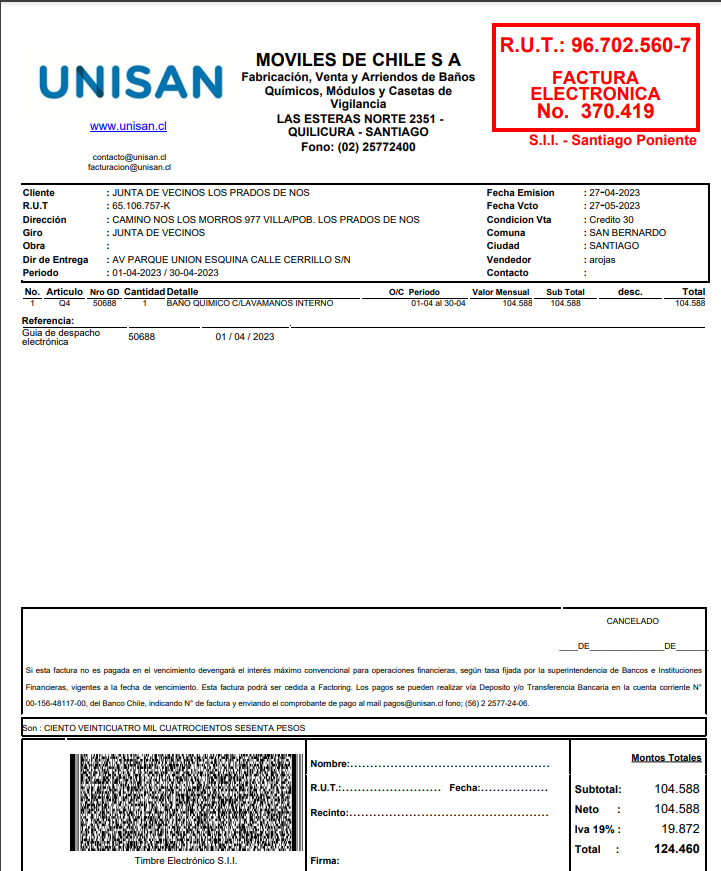 UNISAN
www.unisan.cl
contacto@unisan.cl
facturacion@unisan.cl
MOVILES DE CHILE S A
Fabricación, Venta y Arriendos de Baños
Químicos, Módulos y Casetas de
Vigilancia
LAS ESTERAS NORTE 2351 -
QUILICURA - SANTIAGO
Fono: (02) 25772400
R.U.T.: 96.702.560-7
FACTURA
ELECTRONICA
No. 370.419
S.I.I. - Santiago Poniente
Cliente : JUNTA DE VECINOS LOS PRADOS DE NOS
R.U.T : 65.106.757-K
Dirección : CAMINO NOS LOS MORROS 977 VILLA/POB. LOS PRADOS DE NOS
Giro : JUNTA DE VECINOS
Obra :
Dir de Entrega : AV PARQUE UNION ESQUINA CALLE CERRILLO S/N
Periodo : 01-04-2023 / 30-04-2023
Fecha Emision : 27-04-2023
Fecha Vcto : 27-05-2023
Condicion Vta : Credito 30
Comuna : SAN BERNARDO
Ciudad : SANTIAGO
Vendedor : arojas
Contacto :
No. Articulo Nro GD Cantidad Detalle O/C Periodo Valor Mensual Sub Total desc. Total
1 Q4 50688 1 BAÑO QUIMICO C/LAVAMANOS INTERNO 01-04 al 30-04 104.588 104.588 104.588
Referencia:
Guia de despacho
electrónica 50688 01 / 04 / 2023
CANCELADO
____DE________________DE_______
Si esta factura no es pagada en el vencimiento devengará el interés máximo convencional para operaciones financieras, según tasa fijada por la superintendencia de Bancos e Instituciones
Financieras, vigentes a la fecha de vencimiento. Esta factura podrá ser cedida a Factoring. Los pagos se pueden realizar vía Deposito y/o Transferencia Bancaria en la cuenta corriente N°
00-156-48117-00, del Banco Chile, indicando N° de factura y enviando el comprobante de pago al mail pagos@unisan.cl fono; (56) 2 2577-24-06.
Son : CIENTO VEINTICUATRO MIL CUATROCIENTOS SESENTA PESOS
Timbre Electrónico S.I.I.
Nombre:..................................................
R.U.T.:......................... Fecha:.................
Recinto:..................................................
Firma:
Montos Totales
Subtotal: 104.588
Neto : 104.588
Iva 19% : 19.872
Total : 124.460